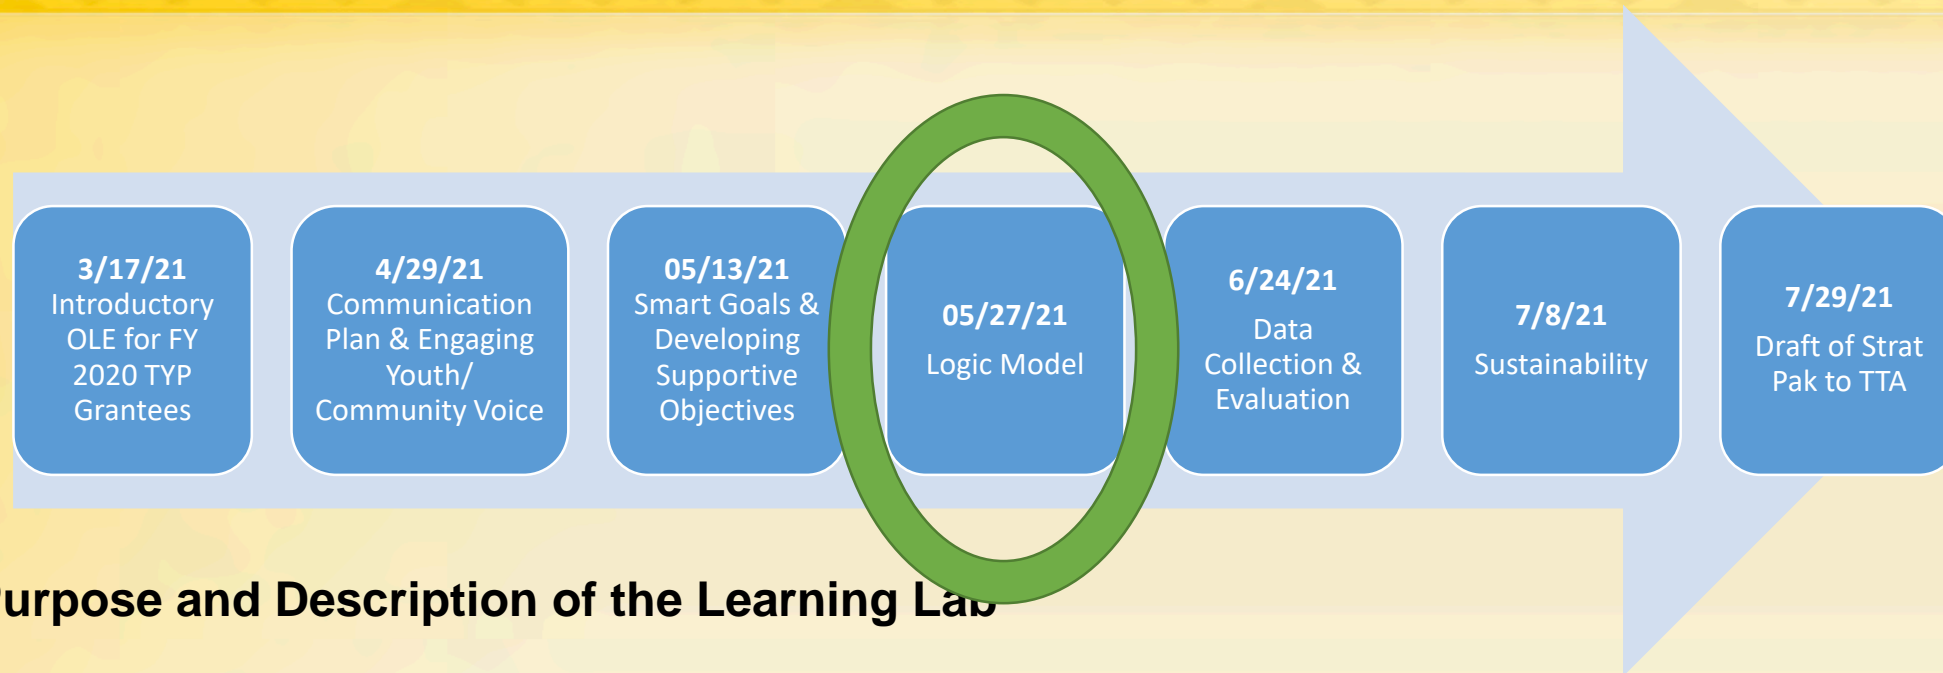 3/17/21
Introductory
OLE for FY
2020 TYP
Grantees
4/29/21
Communication
Plan & Engaging
Youth/
Community Voice
05/13/21
Smart Goals &
Developing
Supportive
Objectives
05/27/21
Logic Model
6/24/21
Data
Collection &
Evaluation
7/8/21
Sustainability
7/29/21
Draft of Strat
Pak to TTA
urpose and Description of the Learning Lab